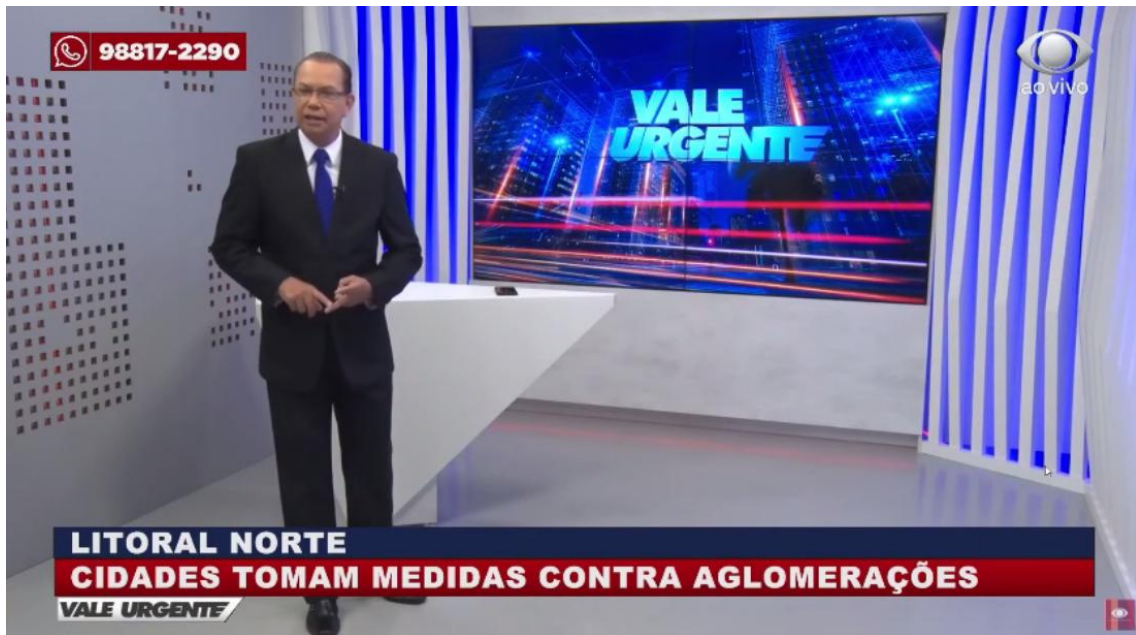 98817-2290
ao vivo
VALE
URGENTE
LITORAL NORTE
CIDADES TOMAM MEDIDAS CONTRA AGLOMERAÇÕES
VALE URGENTE